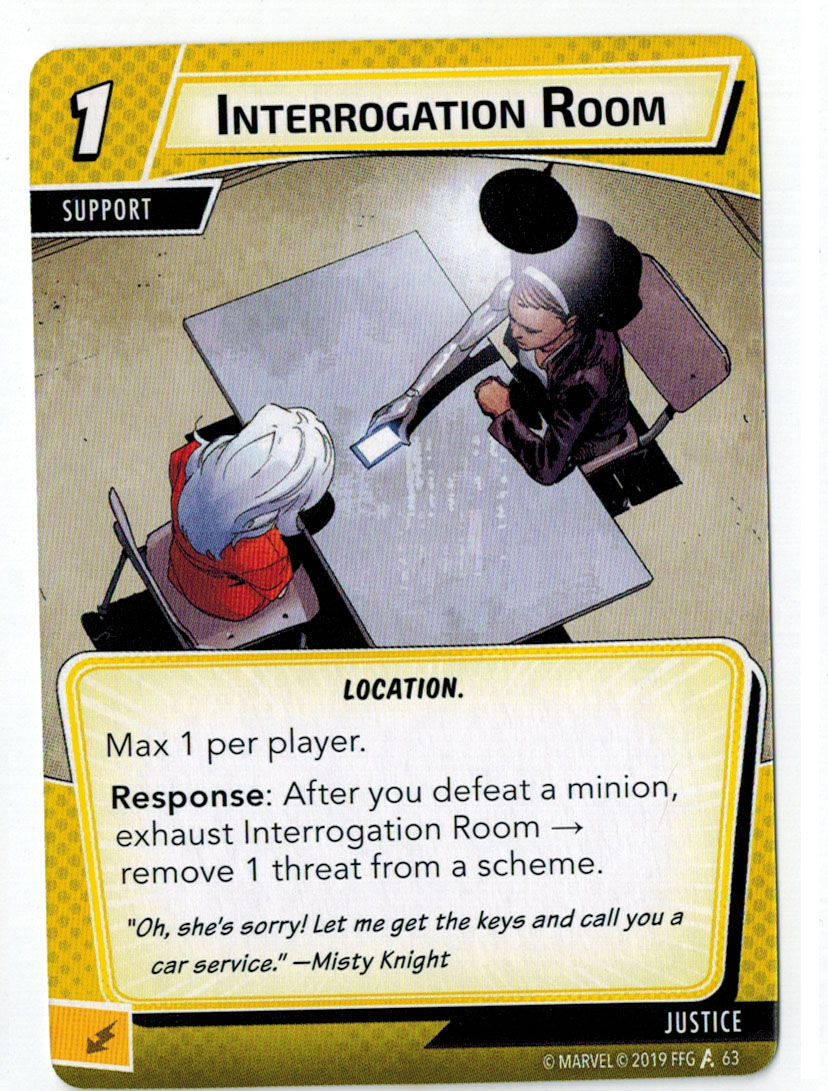 1
INTERROGATION ROOM
SUPPORT
LOCATION.
Max 1 per player.
Response: After you defeat a minion,
exhaust Interrogation Room →
remove 1 threat from a scheme.
"Oh, she's sorry! Let me get the keys and call you a
car service." —Misty Knight
JUSTICE
© MARVEL © 2019 FFG 63